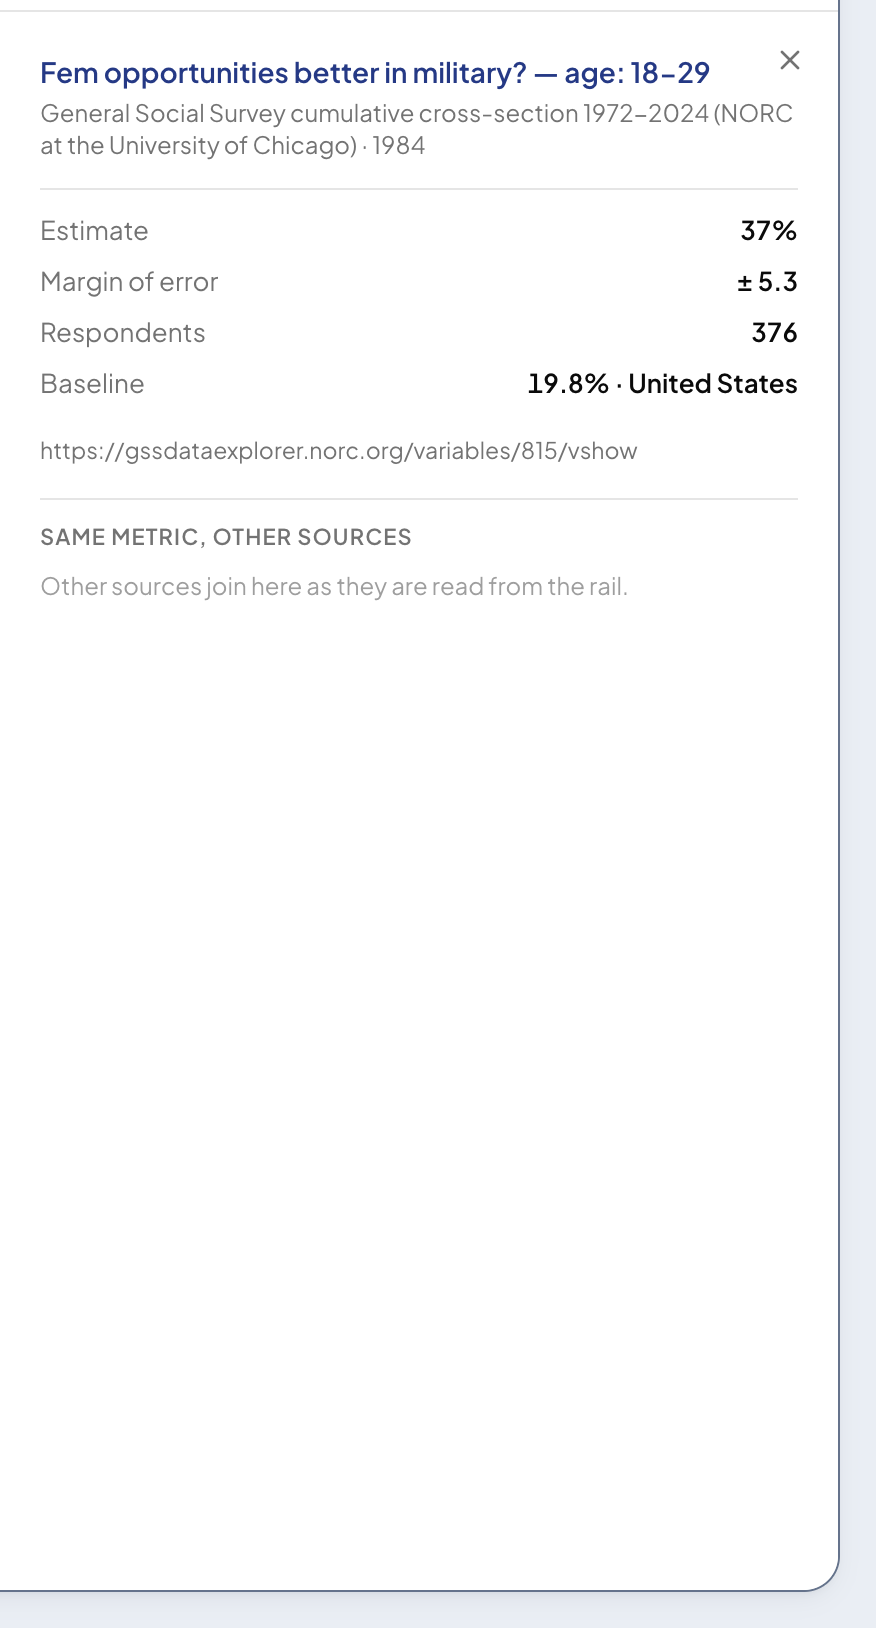 Fem opportunities better in military? — age: 18–29
General Social Survey cumulative cross-section 1972–2024 (NORC
at the University of Chicago) · 1984
Estimate 37%
Margin of error ± 5.3
Respondents 376
Baseline 19.8% · United States
https://gssdataexplorer.norc.org/variables/815/vshow
SAME METRIC, OTHER SOURCES
Other sources join here as they are read from the rail.